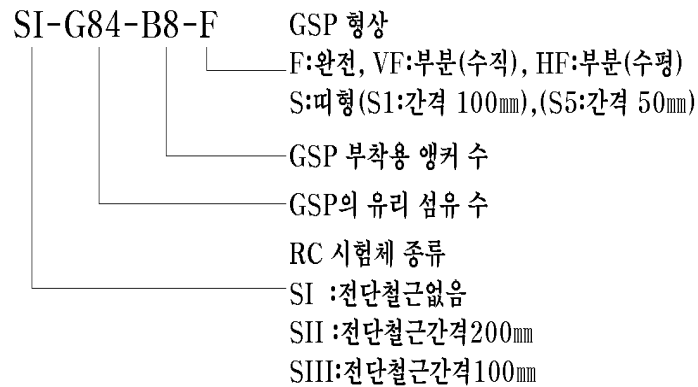 SI-G84-B8-F
GSP 형상
F:완전, VF:부분(수직), HF:부분(수평)
S:띠형(S1:간격 100㎜),(S5:간격 50㎜)
GSP 부착용 앵커 수
GSP의 유리 섬유 수
RC 시험체 종류
SI :전단철근없음
SII :전단철근간격200㎜
SIII:전단철근간격100㎜